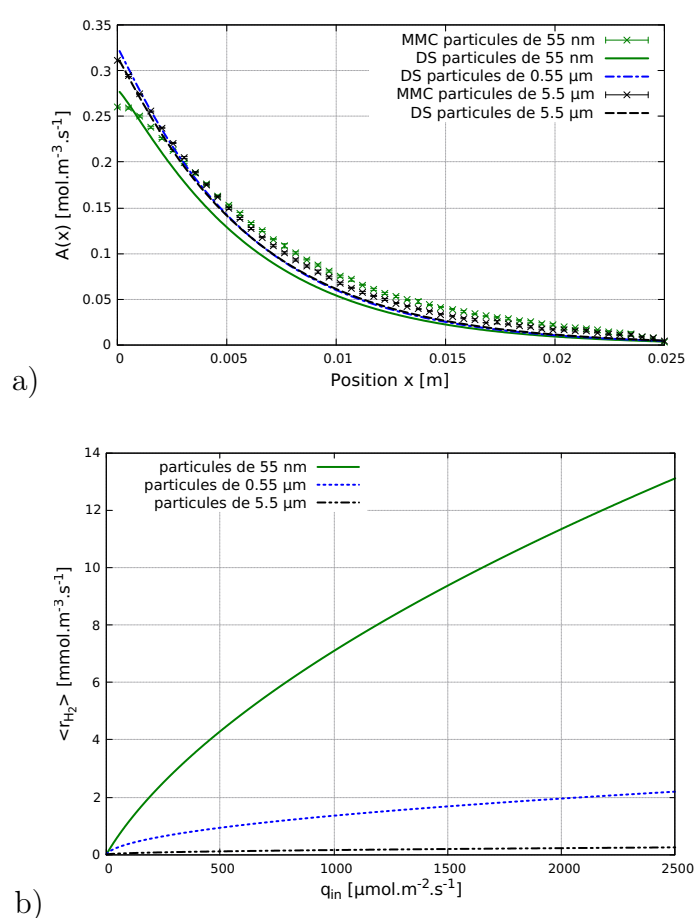 0.35
0.3
0.25
0.2
0.15
0.1
0.05
0
A(x) [mol.m-3.s-1]
MMC particules de 55 nm
DS particules de 55 nm
DS particules de 0.55 µm
MMC particules de 5.5 µm
DS particules de 5.5 µm
0 0.005 0.01 0.015 0.02 0.025
Position x [m]
a)
14
12
10
8
6
4
2
0
<rH2> [mmol.m-3.s-1]
particules de 55 nm
particules de 0.55 µm
particules de 5.5 µm
0 500 1000 1500 2000 2500
qin [µmol.m-2.s-1]
b)